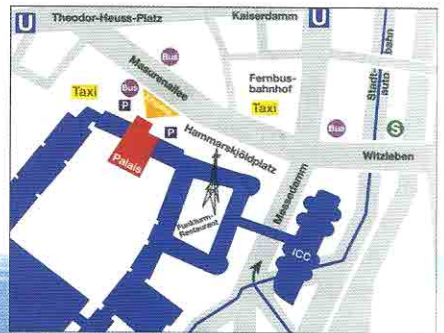 U
Theodor-Heuss-Platz
Kaiserdamm
U
Bus
Masurenallee
Fernbus-
bahnhof
Stadt-
auto
bahn
Taxi
Bus
P
Taxi
P
Hammarskjöldplatz
Bus
S
Palais
Witzleben
Messedamm
Funkturm-
Restaurant
ICC